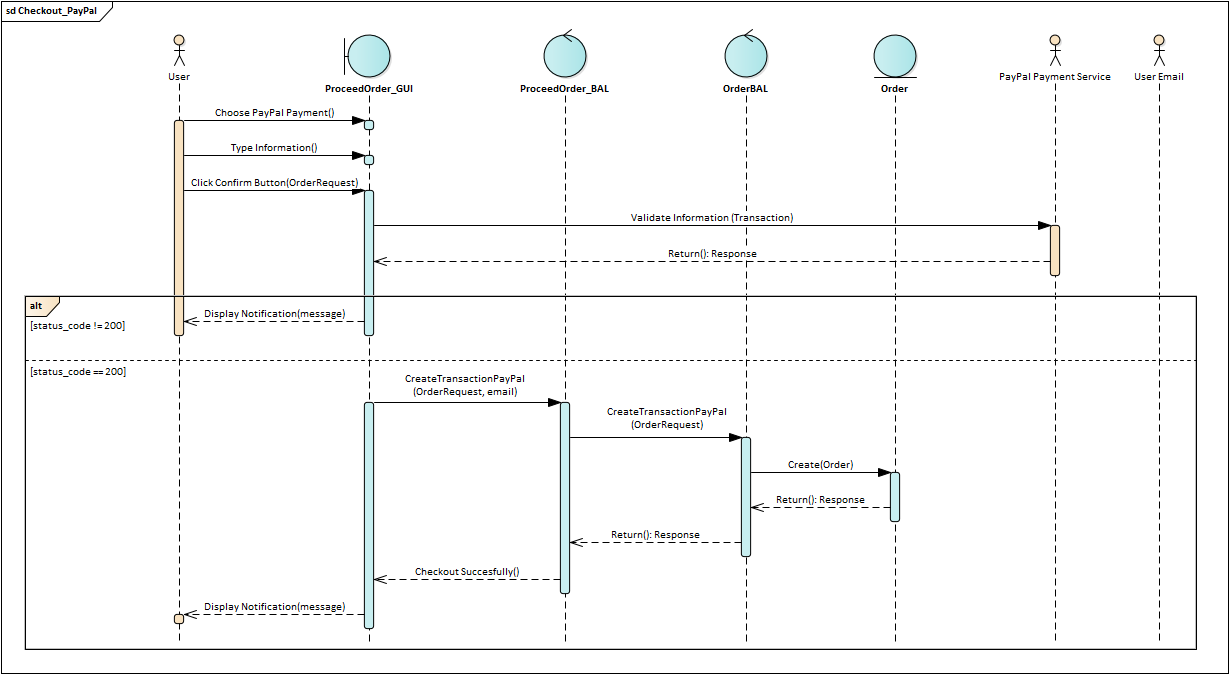 sd Checkout_PayPal
User
ProceedOrder_GUI
ProceedOrder_BAL
OrderBAL
Order
PayPal Payment Service
User Email
Choose PayPal Payment()
Type Information()
Click Confirm Button(OrderRequest)
Validate Information (Transaction)
Return(): Response
alt
Display Notification(message)
[status_code != 200]
[status_code == 200]
CreateTransactionPayPal
(OrderRequest, email)
CreateTransactionPayPal
(OrderRequest)
Create(Order)
Return(): Response
Return(): Response
Checkout Succesfully()
Display Notification(message)